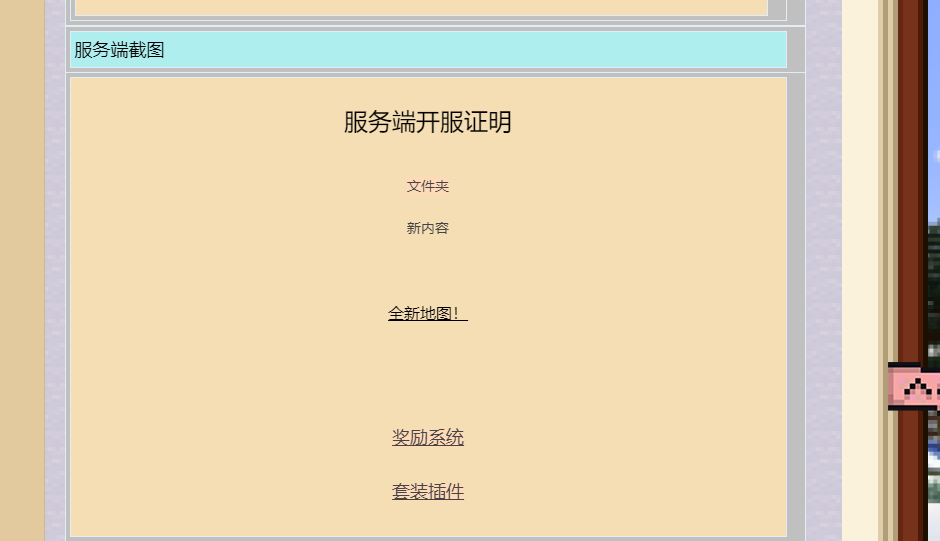 服务端截图
服务端开服证明
文件夹
新内容
全新地图！
奖励系统
套装插件